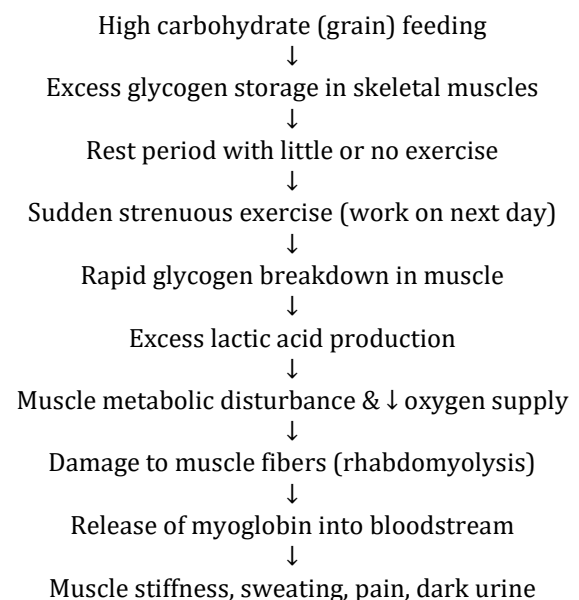 High carbohydrate (grain) feeding
↓
Excess glycogen storage in skeletal muscles
↓
Rest period with little or no exercise
↓
Sudden strenuous exercise (work on next day)
↓
Rapid glycogen breakdown in muscle
↓
Excess lactic acid production
↓
Muscle metabolic disturbance & ↓ oxygen supply
↓
Damage to muscle fibers (rhabdomyolysis)
↓
Release of myoglobin into bloodstream
↓
Muscle stiffness, sweating, pain, dark urine